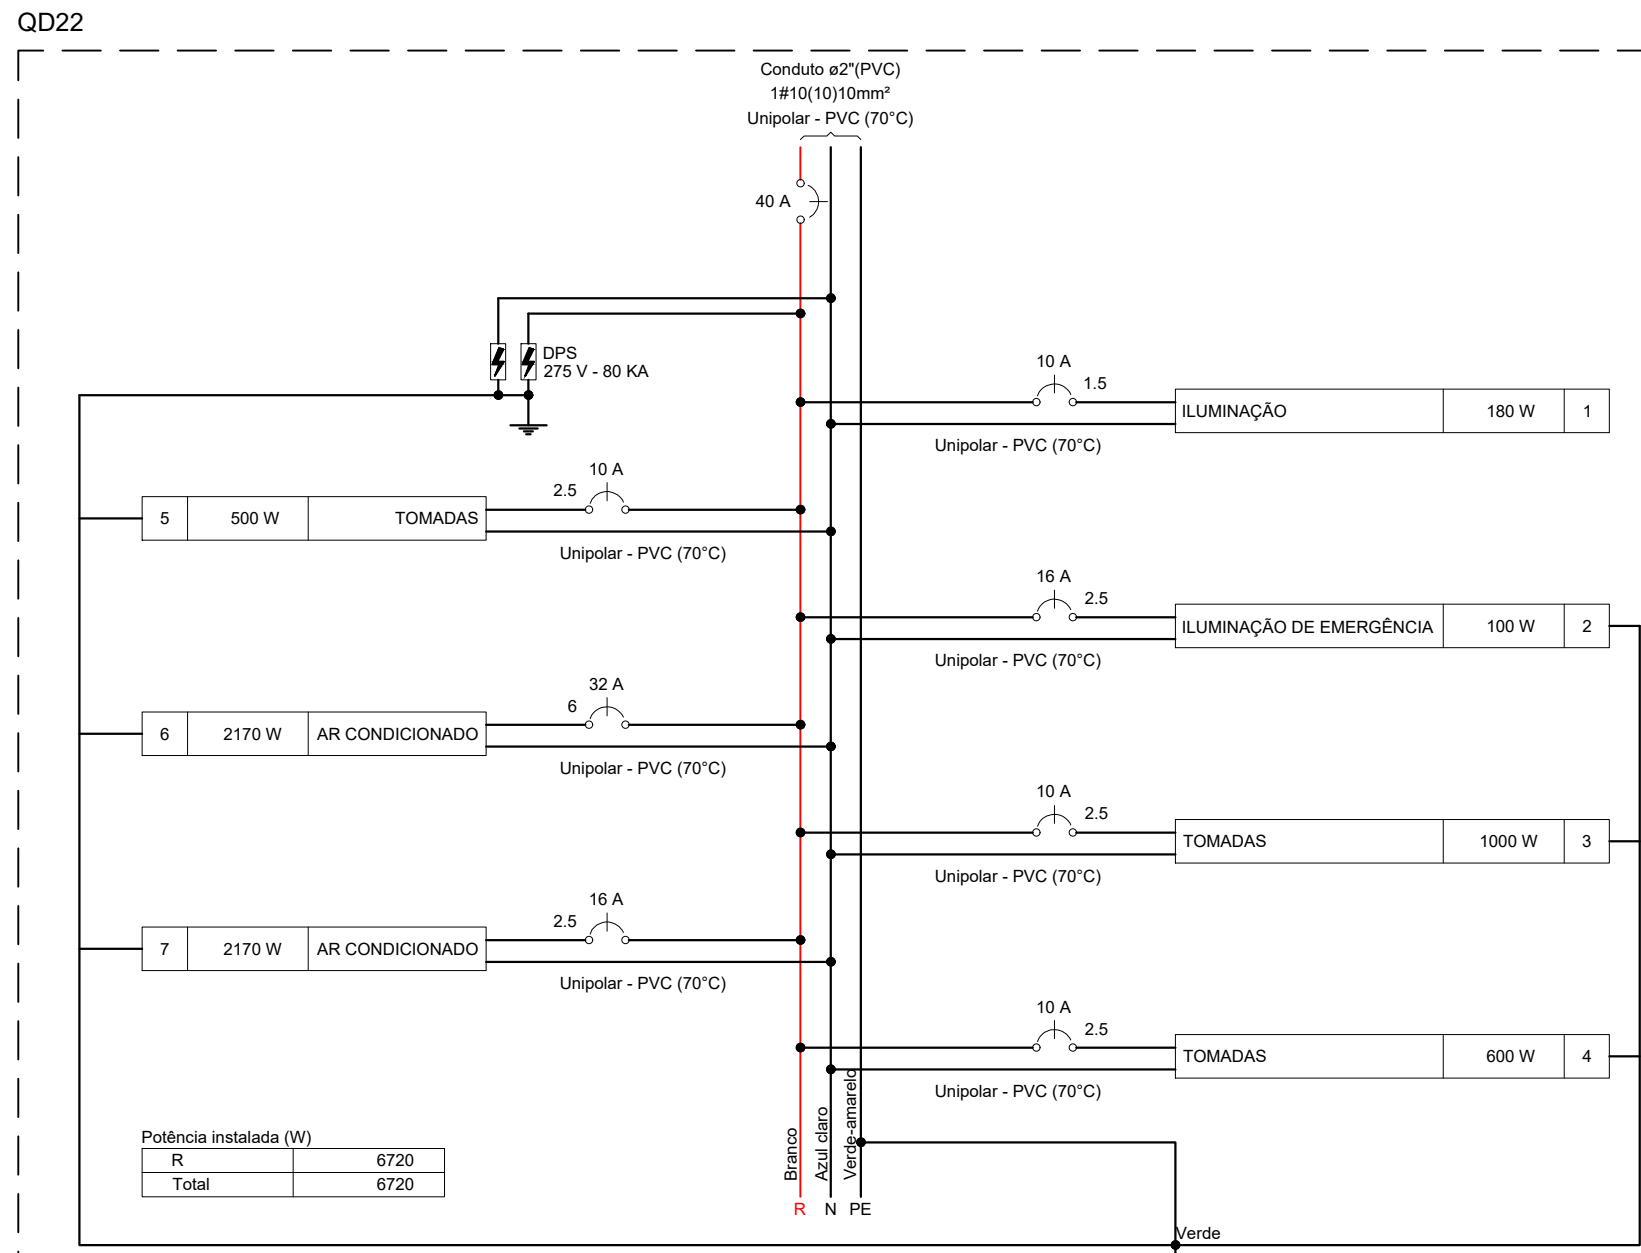 QD22
Conduto ø2"(PVC)
1#10(10)10mm²
Unipolar - PVC (70°C)
40 A
DPS
275 V - 80 KA
10 A
1.5
ILUMINAÇÃO 180 W 1
Unipolar - PVC (70°C)
10 A
2.5
5 500 W TOMADAS
Unipolar - PVC (70°C)
16 A
2.5
ILUMINAÇÃO DE EMERGÊNCIA 100 W 2
Unipolar - PVC (70°C)
32 A
6
6 2170 W AR CONDICIONADO
Unipolar - PVC (70°C)
10 A
2.5
TOMADAS 1000 W 3
Unipolar - PVC (70°C)
16 A
2.5
7 2170 W AR CONDICIONADO
Unipolar - PVC (70°C)
10 A
2.5
TOMADAS 600 W 4
Unipolar - PVC (70°C)
Potência instalada (W)
R 6720
Total 6720
Branco
Azul claro
Verde-amarelo
R N PE
Verde